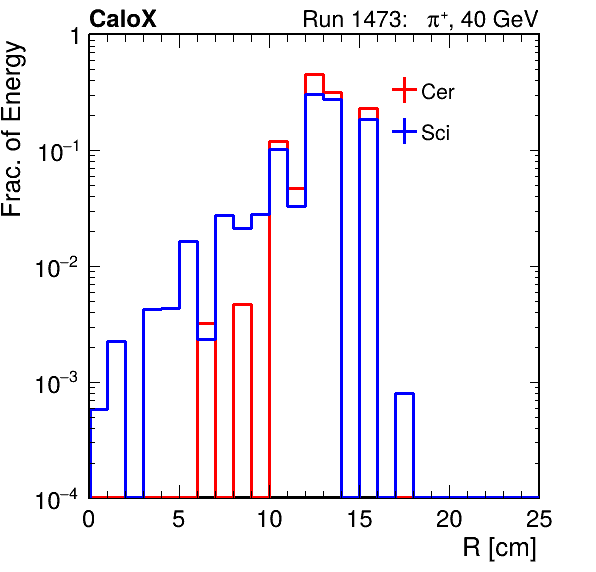 CaloX Run 1473: π⁺, 40 GeV
Frac. of Energy
1
10⁻¹
10⁻²
10⁻³
10⁻⁴
Cer
Sci
0 5 10 15 20 25
R [cm]